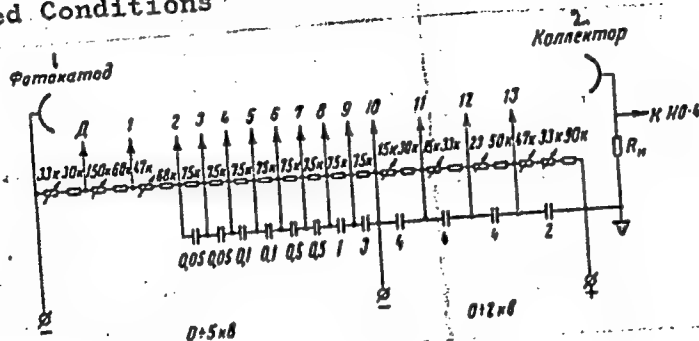 ed Conditions
1. 2.
Фотокатод Коллектор
Д 1 2 3 4 5 6 7 8 9 10 11 12 13
К НО-4
33к 30к 150к 68к 47к 68к 75к 75к 75к 75к 75к 75к 75к 75к 15к 30к 15к 33к 23 50к 47к 33к 90к
Rн
0,05 0,05 0,1 0,1 0,5 0,5 1 3 4 4 4 2
- - +
0÷5кв 0÷2кв